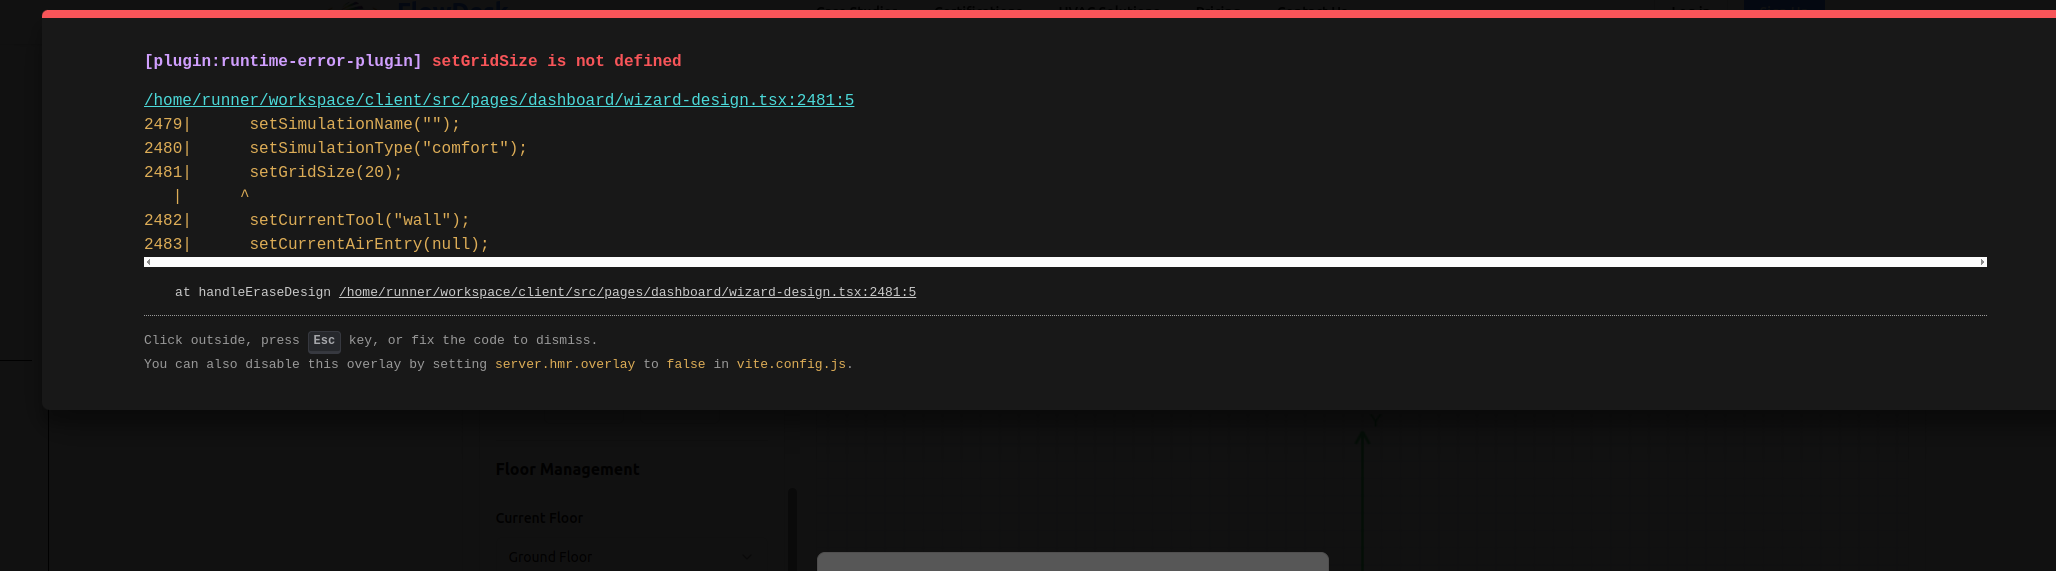 [plugin:runtime-error-plugin] setGridSize is not defined
/home/runner/workspace/client/src/pages/dashboard/wizard-design.tsx:2481:5
2479|      setSimulationName("");
2480|      setSimulationType("comfort");
2481|      setGridSize(20);
   |      ^
2482|      setCurrentTool("wall");
2483|      setCurrentAirEntry(null);
at handleEraseDesign /home/runner/workspace/client/src/pages/dashboard/wizard-design.tsx:2481:5
Click outside, press Esc key, or fix the code to dismiss.
You can also disable this overlay by setting server.hmr.overlay to false in vite.config.js.
Floor Management
Current Floor
Ground Floor